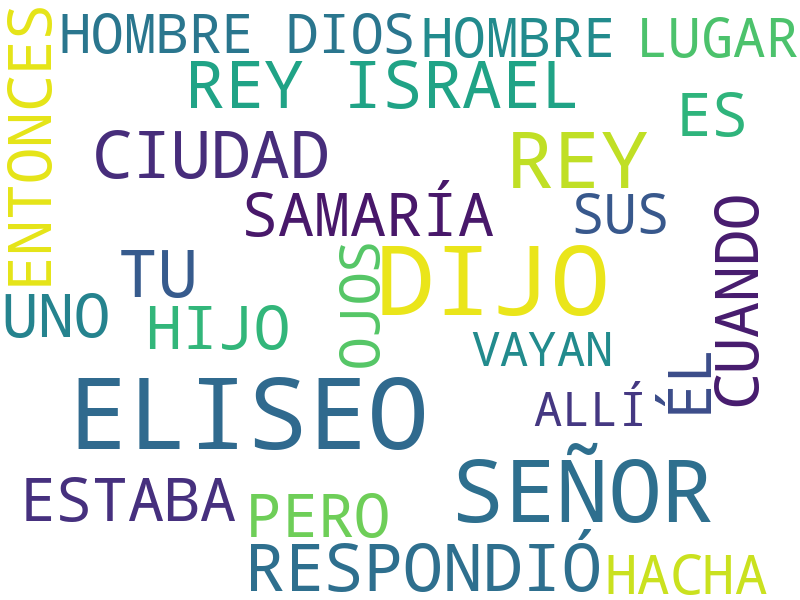 HOMBRE DIOS
HOMBRE
LUGAR
ENTONCES
REY ISRAEL
ES
CIUDAD
REY
SAMARÍA
SUS
CUANDO
TU
OJOS
DIJO
UNO
HIJO
VAYAN
ÉL
ELISEO
ALLÍ
SEÑOR
ESTABA
PERO
RESPONDIÓ
HACHA